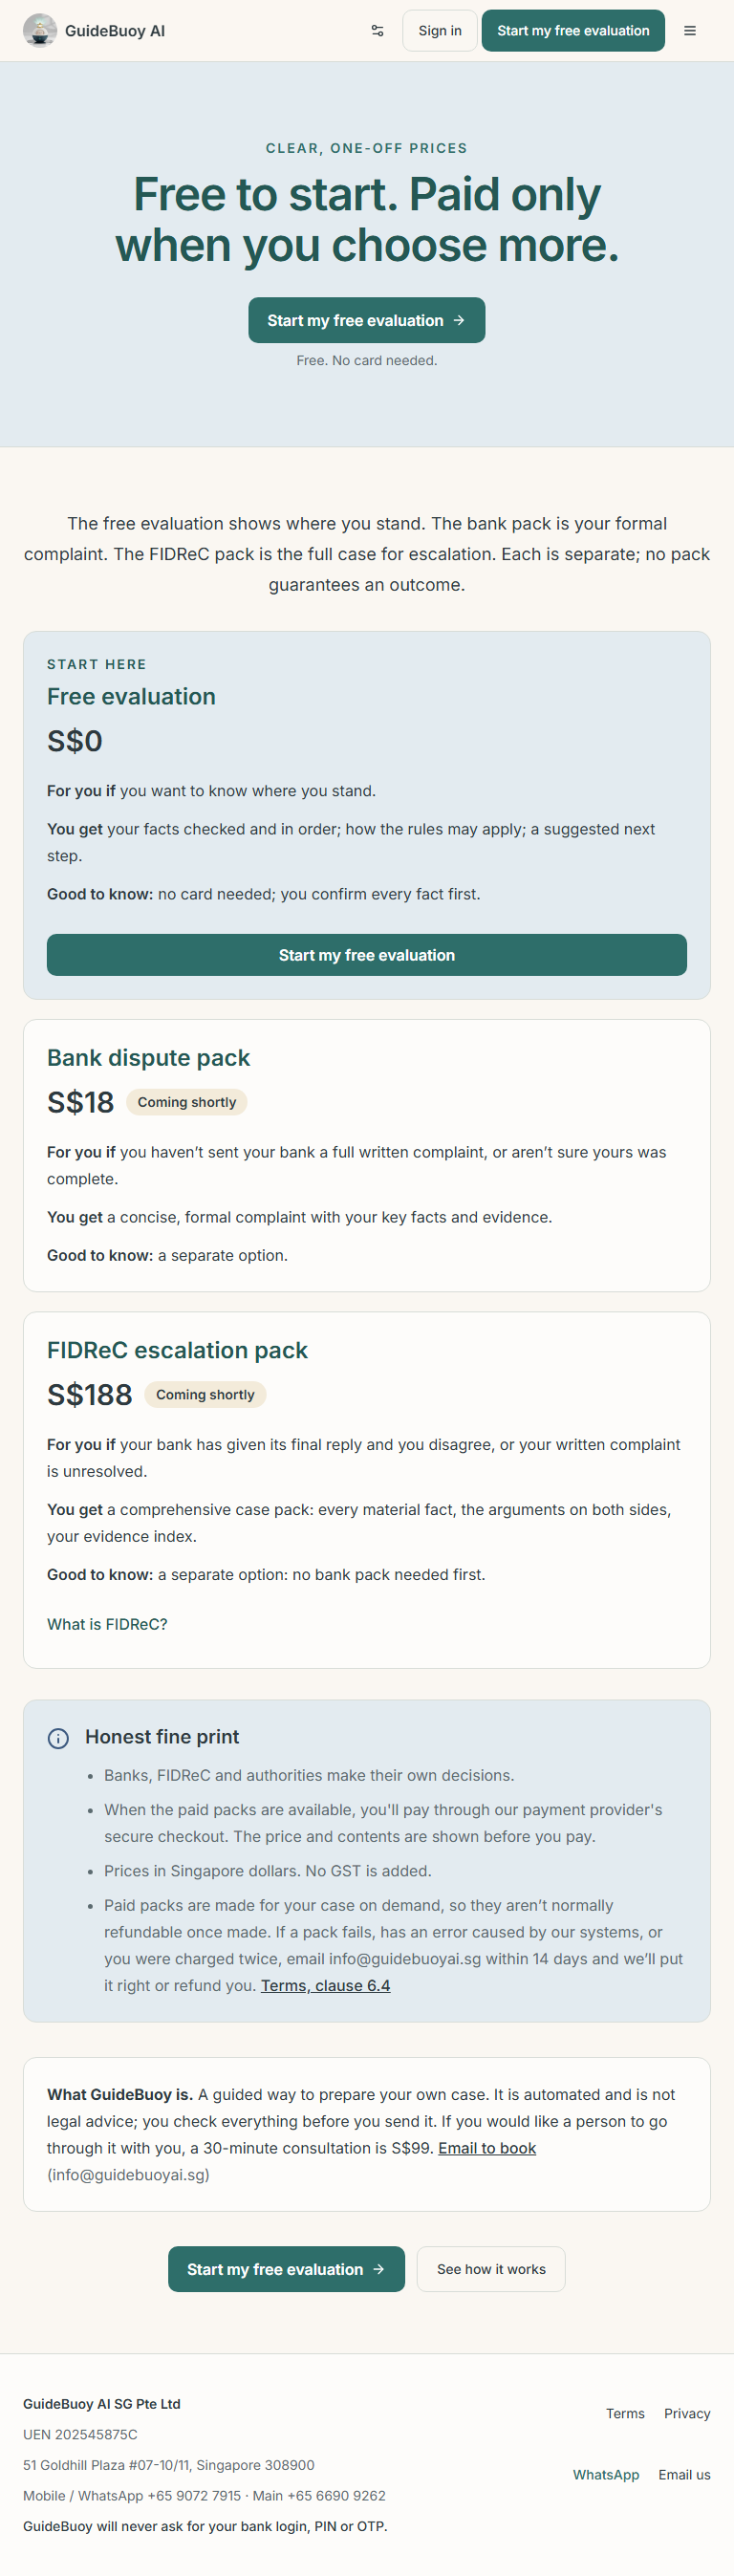 GuideBuoy AI
Sign in
Start my free evaluation
CLEAR, ONE-OFF PRICES
Free to start. Paid only
when you choose more.
Start my free evaluation →
Free. No card needed.
The free evaluation shows where you stand. The bank pack is your formal
complaint. The FIDReC pack is the full case for escalation. Each is separate; no pack
guarantees an outcome.
START HERE
Free evaluation
S$0
For you if you want to know where you stand.
You get your facts checked and in order; how the rules may apply; a suggested next
step.
Good to know: no card needed; you confirm every fact first.
Start my free evaluation
Bank dispute pack
S$18 Coming shortly
For you if you haven’t sent your bank a full written complaint, or aren’t sure yours was
complete.
You get a concise, formal complaint with your key facts and evidence.
Good to know: a separate option.
FIDReC escalation pack
S$188 Coming shortly
For you if your bank has given its final reply and you disagree, or your written complaint
is unresolved.
You get a comprehensive case pack: every material fact, the arguments on both sides,
your evidence index.
Good to know: a separate option: no bank pack needed first.
What is FIDReC?
Honest fine print
• Banks, FIDReC and authorities make their own decisions.
• When the paid packs are available, you'll pay through our payment provider's
secure checkout. The price and contents are shown before you pay.
• Prices in Singapore dollars. No GST is added.
• Paid packs are made for your case on demand, so they aren’t normally
refundable once made. If a pack fails, has an error caused by our systems, or
you were charged twice, email info@guidebuoyai.sg within 14 days and we’ll put
it right or refund you. Terms, clause 6.4
What GuideBuoy is. A guided way to prepare your own case. It is automated and is not
legal advice; you check everything before you send it. If you would like a person to go
through it with you, a 30-minute consultation is S$99. Email to book
(info@guidebuoyai.sg)
Start my free evaluation →
See how it works
GuideBuoy AI SG Pte Ltd
UEN 202545875C
51 Goldhill Plaza #07-10/11, Singapore 308900
Mobile / WhatsApp +65 9072 7915 · Main +65 6690 9262
GuideBuoy will never ask for your bank login, PIN or OTP.
Terms Privacy
WhatsApp Email us